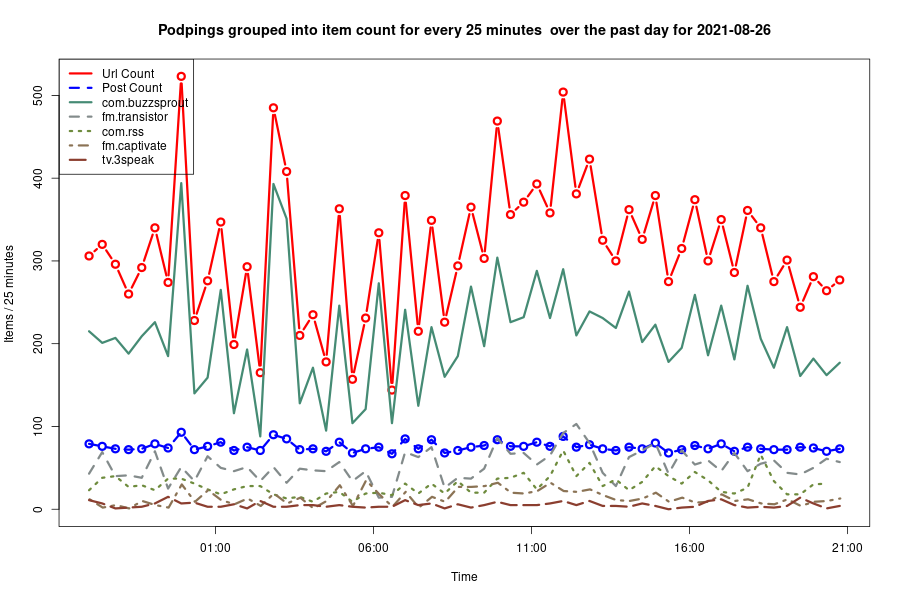 Podpings grouped into item count for every 25 minutes  over the past day for 2021-08-26
Url Count
Post Count
com.buzzsprout
fm.transistor
com.rss
fm.captivate
tv.3speak
Items / 25 minutes
500
400
300
200
100
0
01:00 06:00 11:00 16:00 21:00
Time